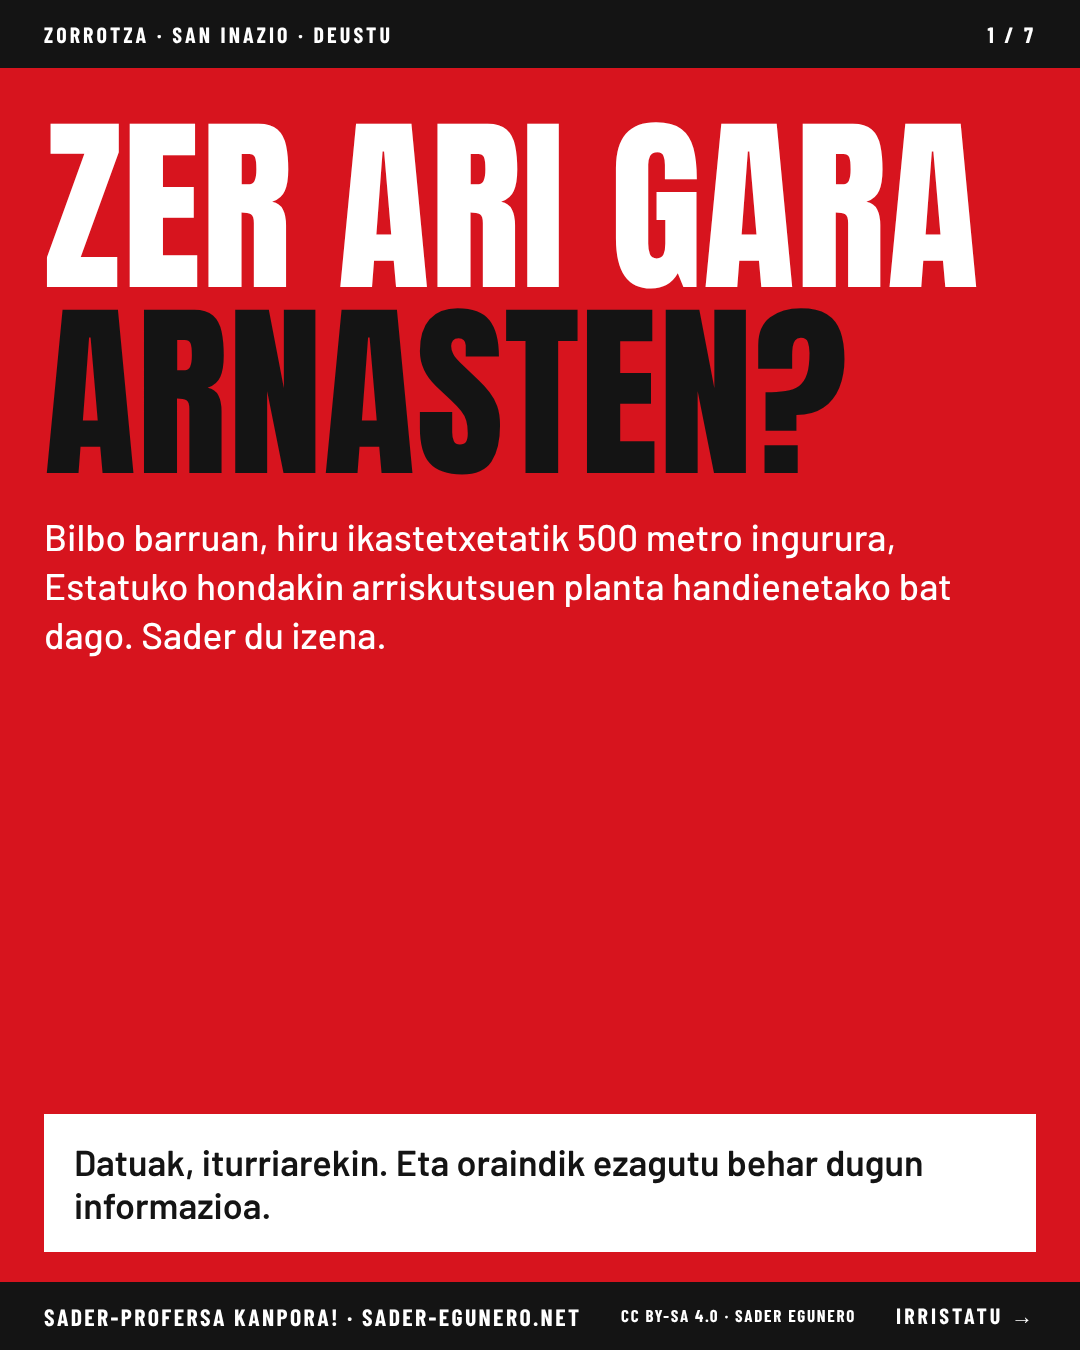 ZORROTZA · SAN INAZIO · DEUSTU
1 / 7
ZER ARI GARA
ARNASTEN?
Bilbo barruan, hiru ikastetxetatik 500 metro ingurura,
Estatuko hondakin arriskutsuen planta handienetako bat
dago. Sader du izena.
Datuak, iturriarekin. Eta oraindik ezagutu behar dugun
informazioa.
SADER-PROFERSA KANPORA! · SADER-EGUNERO.NET
CC BY-SA 4.0 · SADER EGUNERO
IRRISTATU →